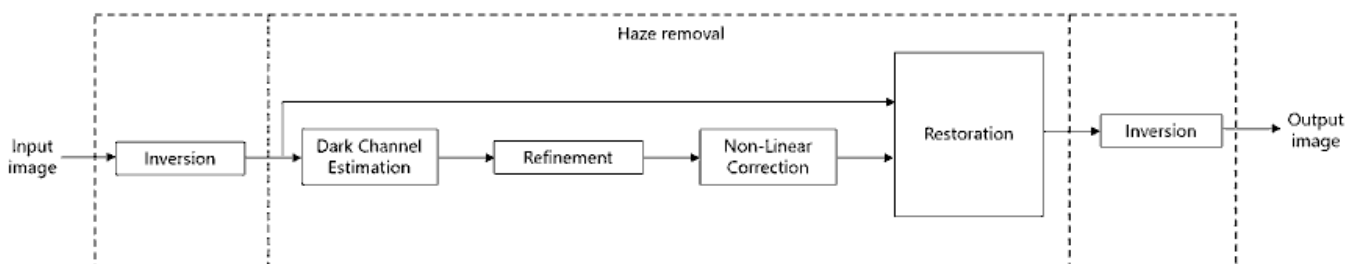 Haze removal
Input
image
Inversion
Dark Channel
Estimation
Refinement
Non-Linear
Correction
Restoration
Inversion
Output
image